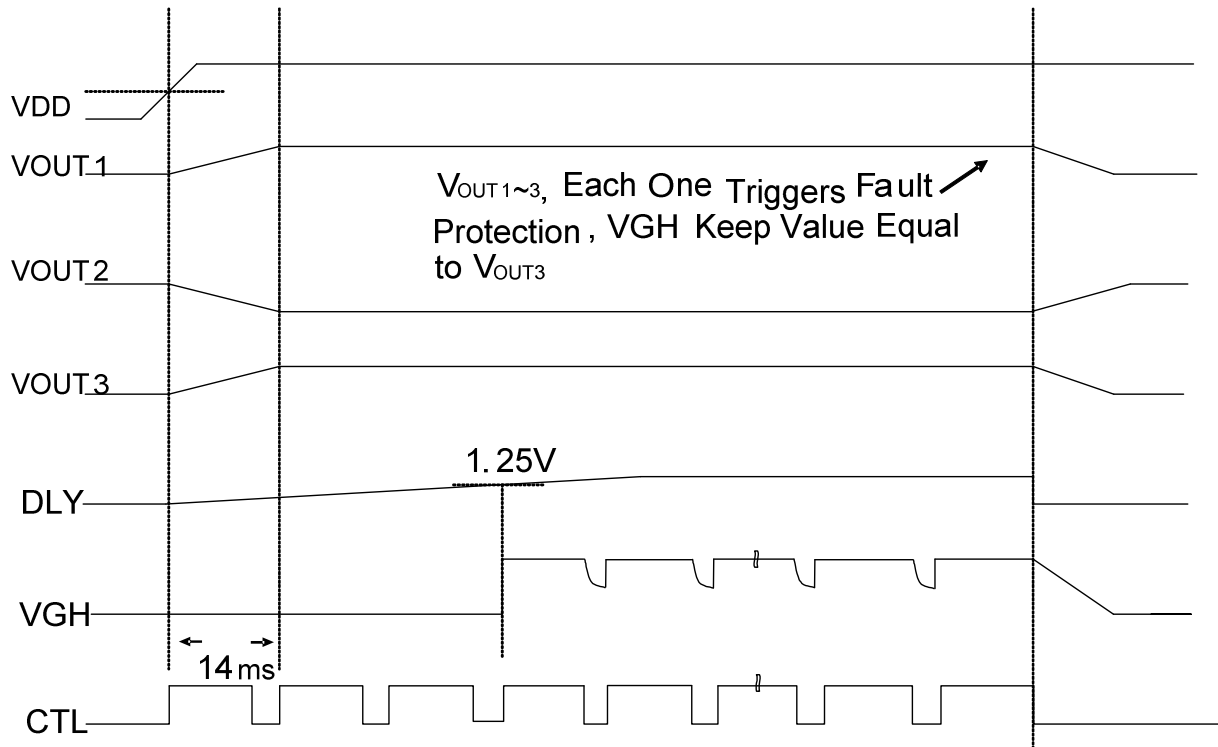 VDD
VOUT1
VOUT1~3, Each One Triggers Fault
Protection, VGH Keep Value Equal
to VOUT3
VOUT2
VOUT3
1.25V
DLY
VGH
14ms
CTL